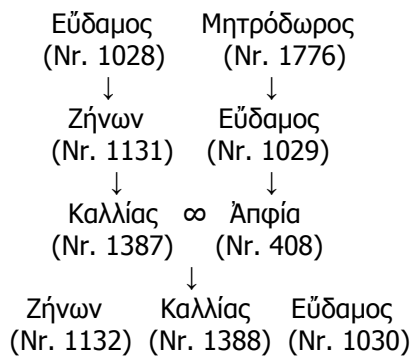 Εὔδαμος Μητρόδωρος
(Nr. 1028) (Nr. 1776)
↓ ↓
Ζήνων Εὔδαμος
(Nr. 1131) (Nr. 1029)
↓ ↓
Καλλίας ∞ Ἀπφία
(Nr. 1387) (Nr. 408)
↓
Ζήνων Καλλίας Εὔδαμος
(Nr. 1132) (Nr. 1388) (Nr. 1030)